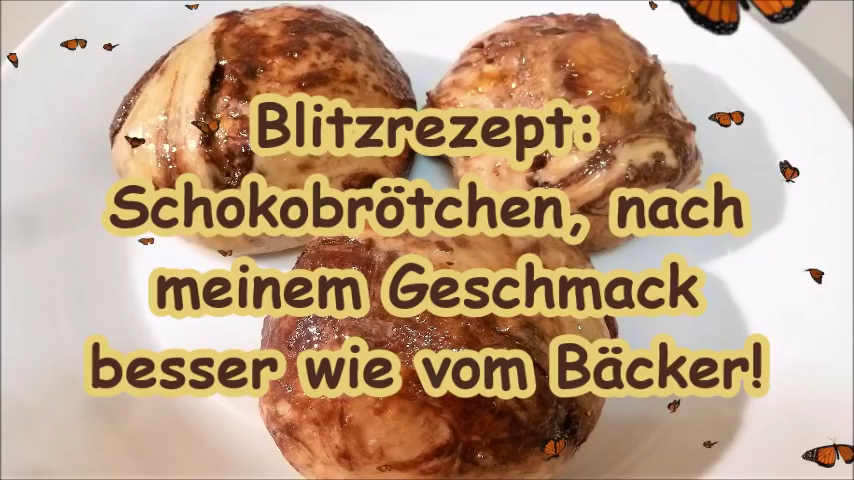 Blitzrezept:
Schokobrötchen, nach
meinem Geschmack
besser wie vom Bäcker!